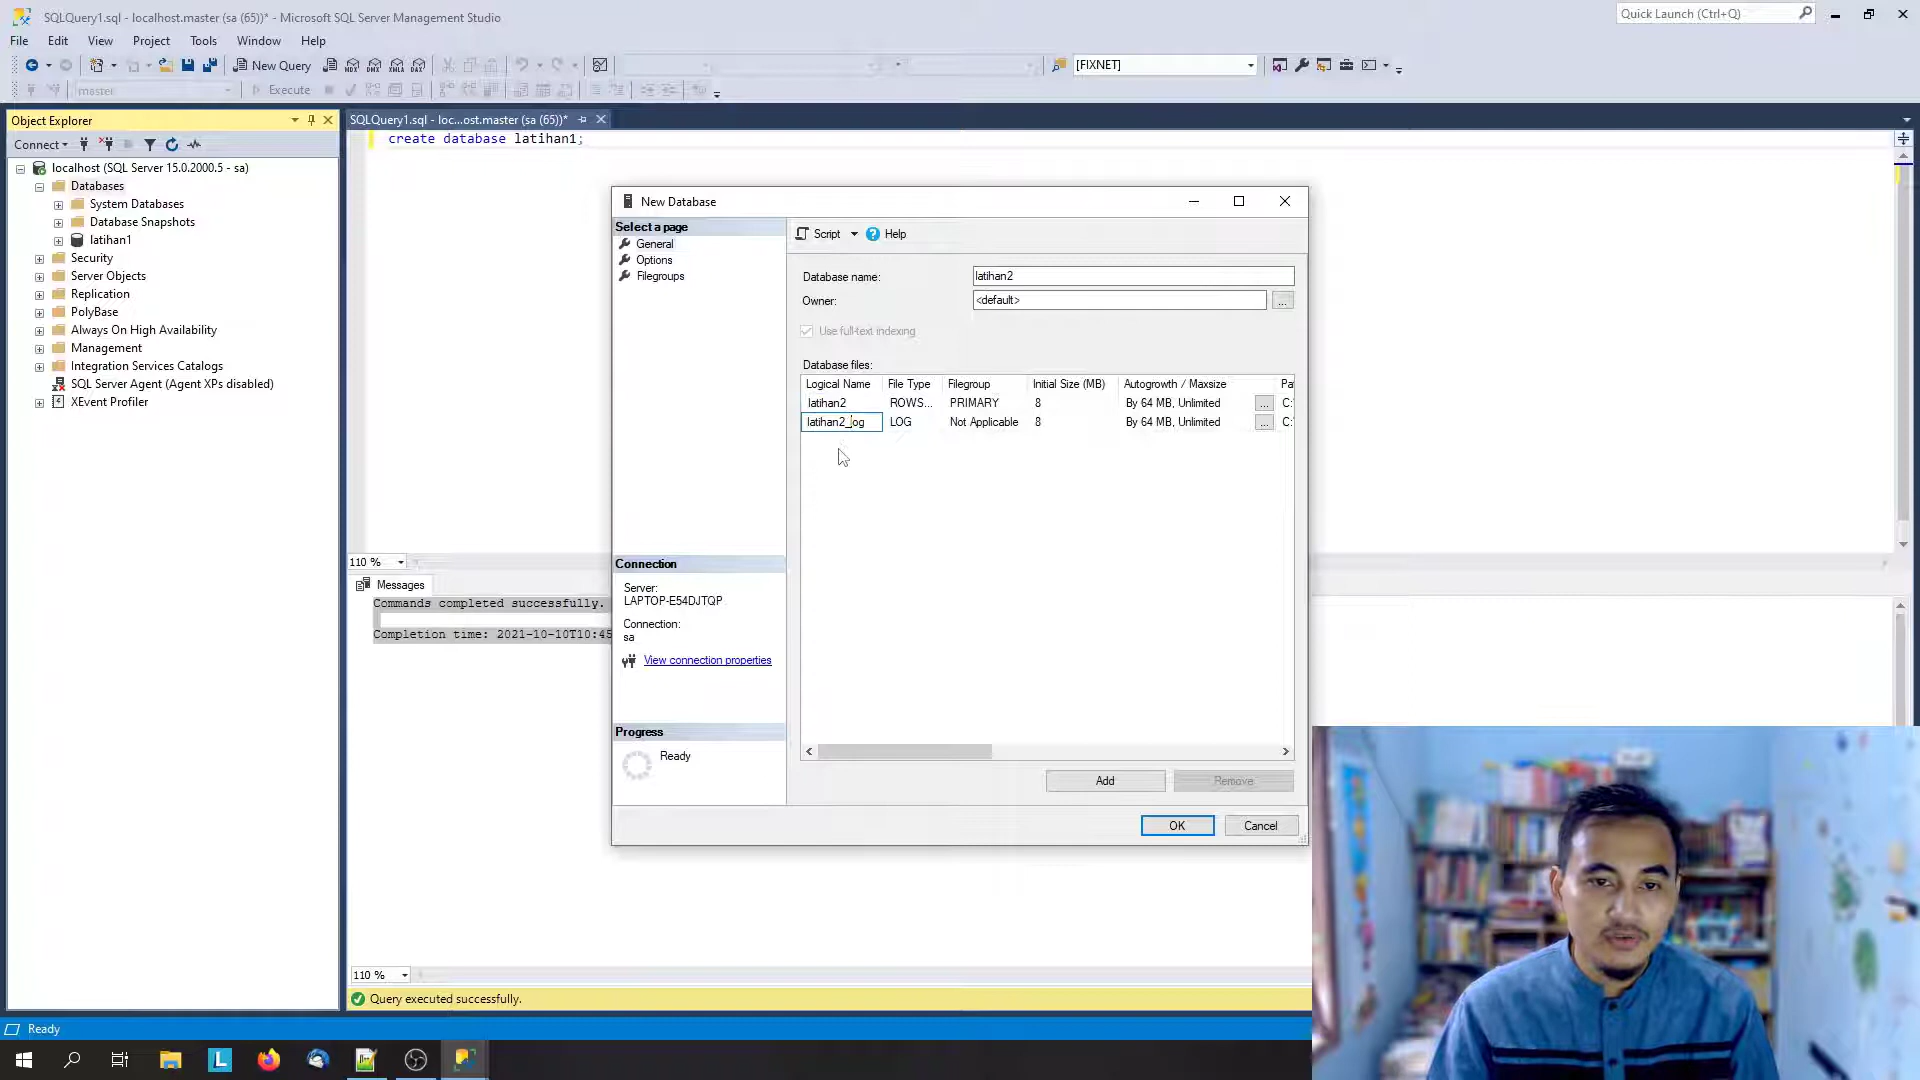 SQLQuery1.sql - localhost.master (sa (65))* - Microsoft SQL Server Management Studio
Quick Launch (Ctrl+Q)
File Edit View Project Tools Window Help
New Query
[FIXNET]
master
Execute
Object Explorer
Connect
localhost (SQL Server 15.0.2000.5 - sa)
Databases
System Databases
Database Snapshots
latihan1
Security
Server Objects
Replication
PolyBase
Always On High Availability
Management
Integration Services Catalogs
SQL Server Agent (Agent XPs disabled)
XEvent Profiler
SQLQuery1.sql - loc...ost.master (sa (65))*
create database latihan1;
110 %
Messages
Commands completed successfully.
Completion time: 2021-10-10T10:45
110 %
Query executed successfully.
New Database
Select a page
General
Options
Filegroups
Connection
Server:
LAPTOP-E54DJTQP
Connection:
sa
View connection properties
Progress
Ready
Script Help
Database name: latihan2
Owner: <default> ...
Use full-text indexing
Database files:
Logical Name File Type Filegroup Initial Size (MB) Autogrowth / Maxsize Pa
latihan2 ROWS... PRIMARY 8 By 64 MB, Unlimited ... C:\
latihan2_log LOG Not Applicable 8 By 64 MB, Unlimited ... C:\
Add Remove
OK Cancel
Ready